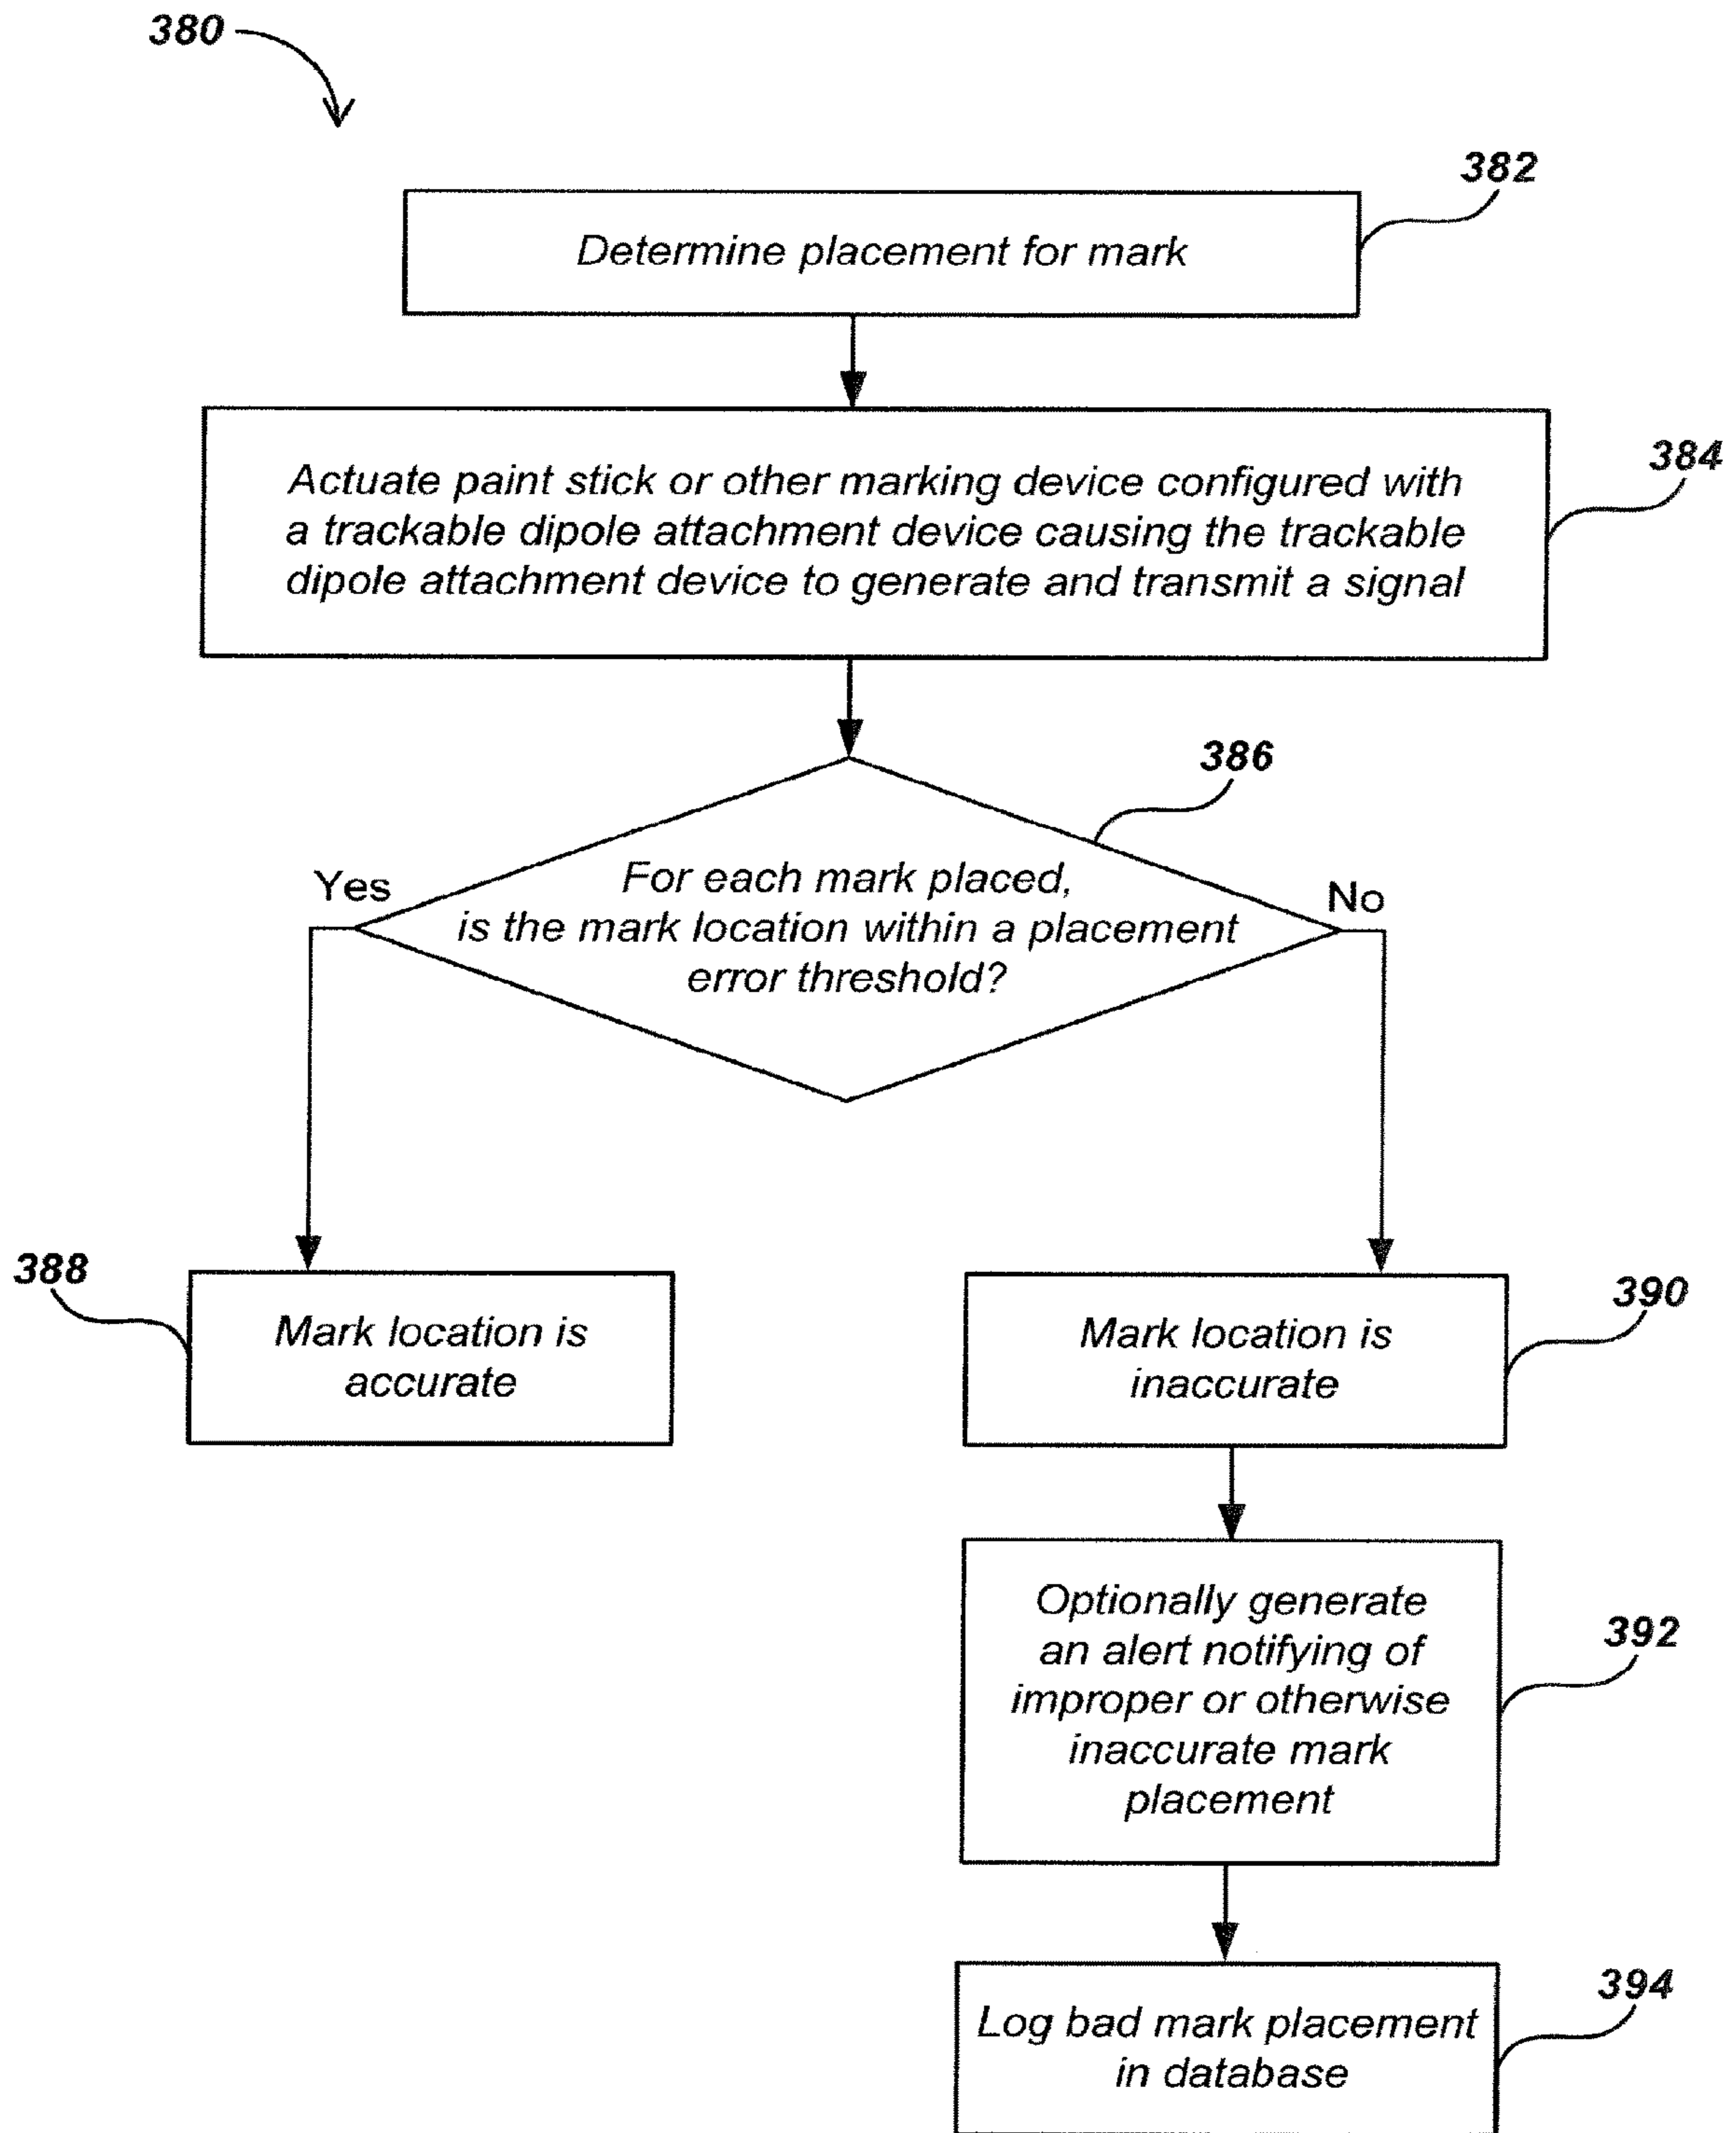 380
382
Determine placement for mark
384
Actuate paint stick or other marking device configured with
a trackable dipole attachment device causing the trackable
dipole attachment device to generate and transmit a signal
386
Yes
No
For each mark placed,
is the mark location within a placement
error threshold?
388
Mark location is
accurate
390
Mark location is
inaccurate
392
Optionally generate
an alert notifying of
improper or otherwise
inaccurate mark
placement
394
Log bad mark placement
in database